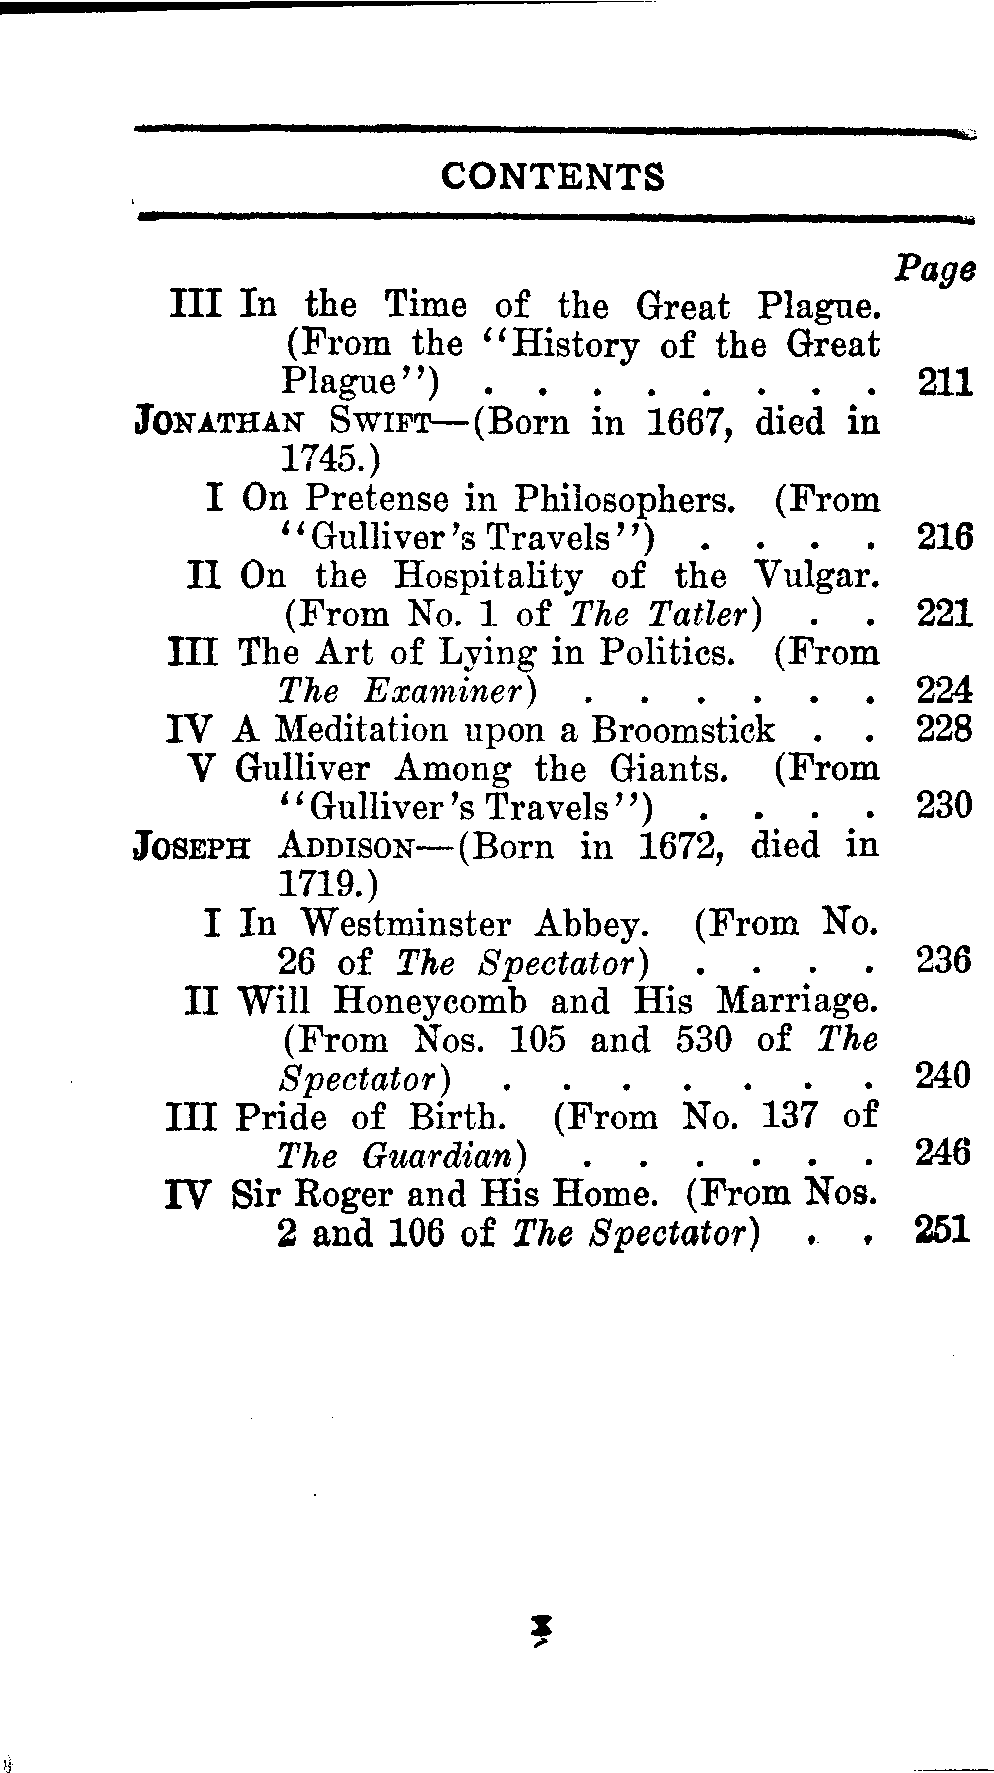 CONTENTS
Page
III In the Time of the Great Plague.
(From the “History of the Great
Plague”) . . . . . . . . 211
JONATHAN SWIFT—(Born in 1667, died in
1745.)
I On Pretense in Philosophers. (From
“Gulliver's Travels”) . . . . 216
II On the Hospitality of the Vulgar.
(From No. 1 of The Tatler) . . 221
III The Art of Lying in Politics. (From
The Examiner) . . . . . . 224
IV A Meditation upon a Broomstick . . 228
V Gulliver Among the Giants. (From
“Gulliver's Travels”) . . . . 230
JOSEPH ADDISON—(Born in 1672, died in
1719.)
I In Westminster Abbey. (From No.
26 of The Spectator) . . . . 236
II Will Honeycomb and His Marriage.
(From Nos. 105 and 530 of The
Spectator) . . . . . . . 240
III Pride of Birth. (From No. 137 of
The Guardian) . . . . . . 246
IV Sir Roger and His Home. (From Nos.
2 and 106 of The Spectator) . . 251